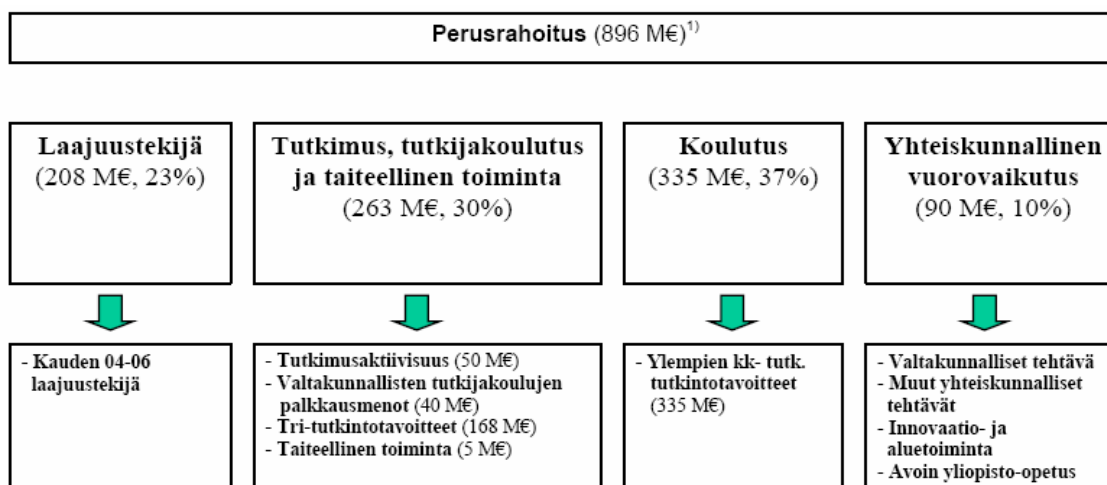 Perusrahoitus (896 M€)1)
Laajuustekijä
(208 M€, 23%)
Tutkimus, tutkijakoulutus
ja taiteellinen toiminta
(263 M€, 30%)
Koulutus
(335 M€, 37%)
Yhteiskunnallinen
vuorovaikutus
(90 M€, 10%)
- Kauden 04-06
laajuustekijä
- Tutkimusaktiivisuus (50 M€)
- Valtakunnallisten tutkijakoulujen
palkkausmenot (40 M€)
- Tri-tutkintotavoitteet (168 M€)
- Taiteellinen toiminta (5 M€)
- Ylempien kk- tutk.
tutkintotavoitteet
(335 M€)
- Valtakunnalliset tehtävä
- Muut yhteiskunnalliset
tehtävät
- Innovaatio- ja
aluetoiminta
- Avoin yliopisto-opetus